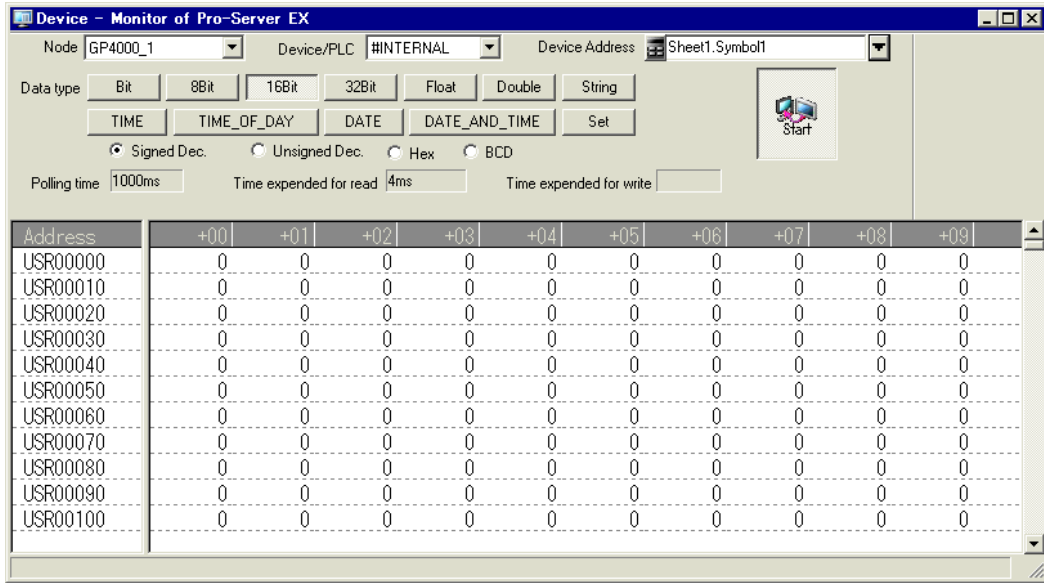 Device - Monitor of Pro-Server EX
Node GP4000_1 Device/PLC #INTERNAL Device Address Sheet1.Symbol1
Data type Bit 8Bit 16Bit 32Bit Float Double String
TIME TIME_OF_DAY DATE DATE_AND_TIME Set
Start
Signed Dec. Unsigned Dec. Hex BCD
Polling time 1000ms Time expended for read 4ms Time expended for write
Address +00 +01 +02 +03 +04 +05 +06 +07 +08 +09
USR00000 0 0 0 0 0 0 0 0 0 0
USR00010 0 0 0 0 0 0 0 0 0 0
USR00020 0 0 0 0 0 0 0 0 0 0
USR00030 0 0 0 0 0 0 0 0 0 0
USR00040 0 0 0 0 0 0 0 0 0 0
USR00050 0 0 0 0 0 0 0 0 0 0
USR00060 0 0 0 0 0 0 0 0 0 0
USR00070 0 0 0 0 0 0 0 0 0 0
USR00080 0 0 0 0 0 0 0 0 0 0
USR00090 0 0 0 0 0 0 0 0 0 0
USR00100 0 0 0 0 0 0 0 0 0 0